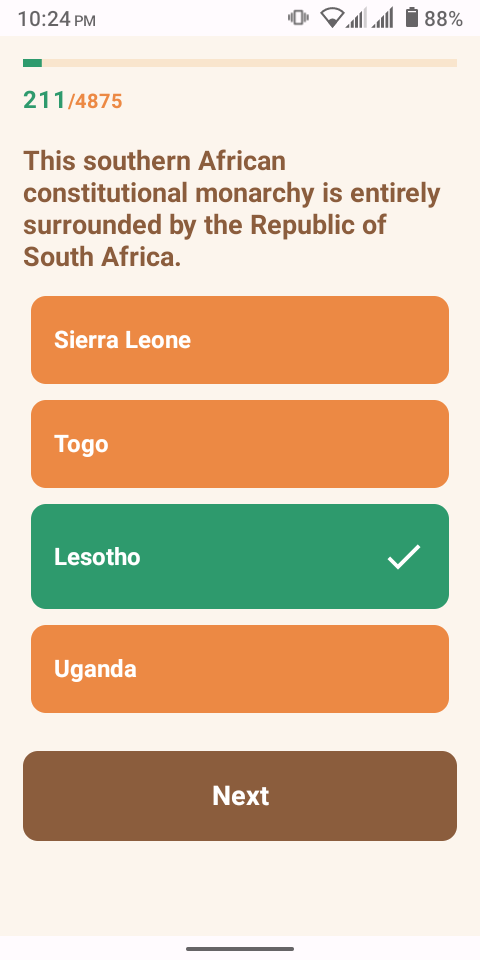 10:24 PM 88%
211/4875
This southern African
constitutional monarchy is entirely
surrounded by the Republic of
South Africa.
Sierra Leone
Togo
Lesotho
Uganda
Next